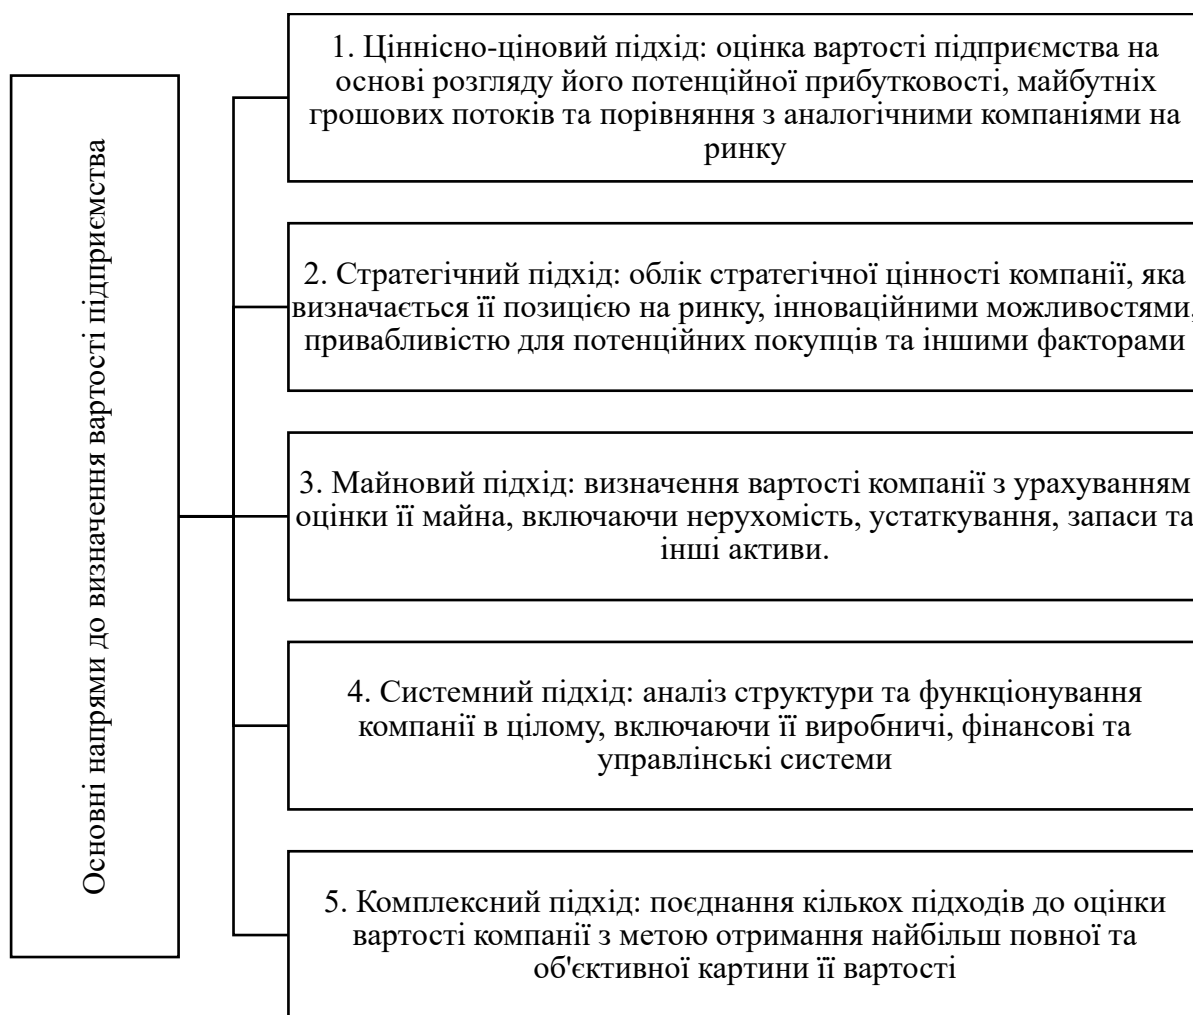 Основні напрями до визначення вартості підприємства
1. Ціннісно-ціновий підхід: оцінка вартості підприємства на
основі розгляду його потенційної прибутковості, майбутніх
грошових потоків та порівняння з аналогічними компаніями на
ринку
2. Стратегічний підхід: облік стратегічної цінності компанії, яка
визначається її позицією на ринку, інноваційними можливостями,
привабливістю для потенційних покупців та іншими факторами
3. Майновий підхід: визначення вартості компанії з урахуванням
оцінки її майна, включаючи нерухомість, устаткування, запаси та
інші активи.
4. Системний підхід: аналіз структури та функціонування
компанії в цілому, включаючи її виробничі, фінансові та
управлінські системи
5. Комплексний підхід: поєднання кількох підходів до оцінки
вартості компанії з метою отримання найбільш повної та
об'єктивної картини її вартості